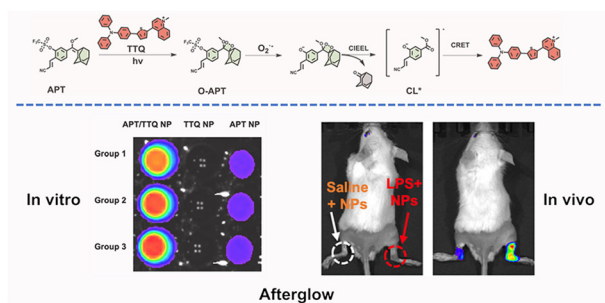 TTQ
hv
O₂·⁻
CIEEL
CRET
APT
O-APT
CL*
APT/TTQ NP TTQ NP APT NP
Group 1
Group 2
Group 3
In vitro
Saline
+ NPs
LPS+
NPs
In vivo
Afterglow